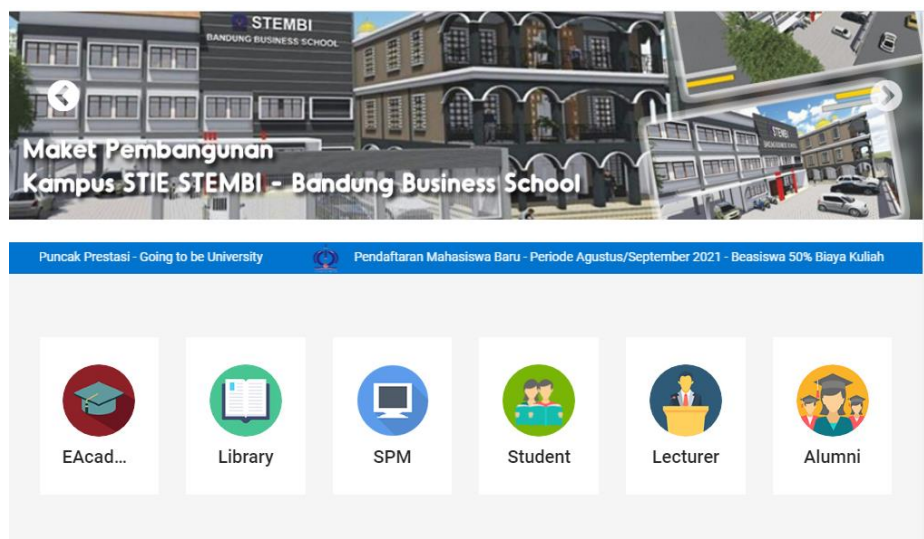 STEMBI
BANDUNG BUSINESS SCHOOL
Maket Pembangunan
Kampus STIE STEMBI - Bandung Business School
STEMBI
Puncak Prestasi - Going to be University
Pendaftaran Mahasiswa Baru - Periode Agustus/September 2021 - Beasiswa 50% Biaya Kuliah
EAcad...
Library
SPM
Student
Lecturer
Alumni